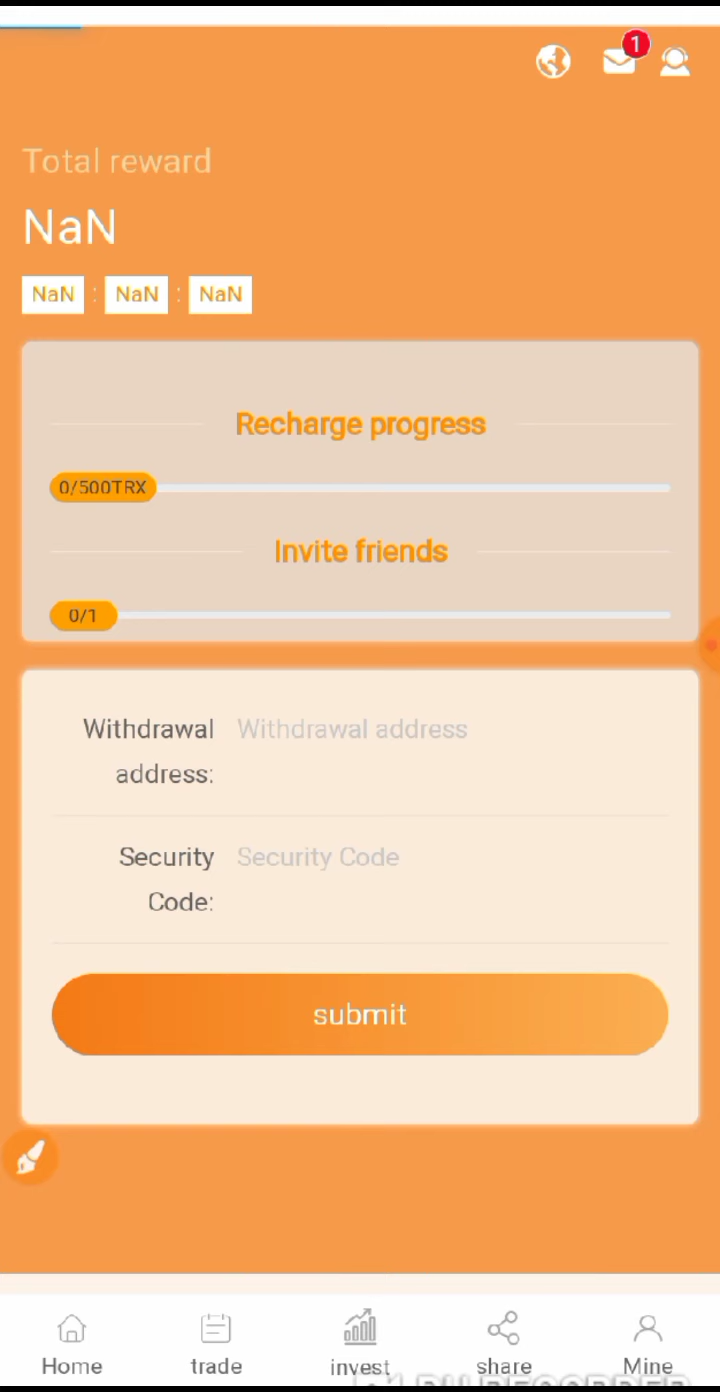 1
Total reward
NaN
NaN : NaN : NaN
Recharge progress
0/500TRX
Invite friends
0/1
Withdrawal address:
Withdrawal address
Security Code:
Security Code
submit
Home trade invest share Mine